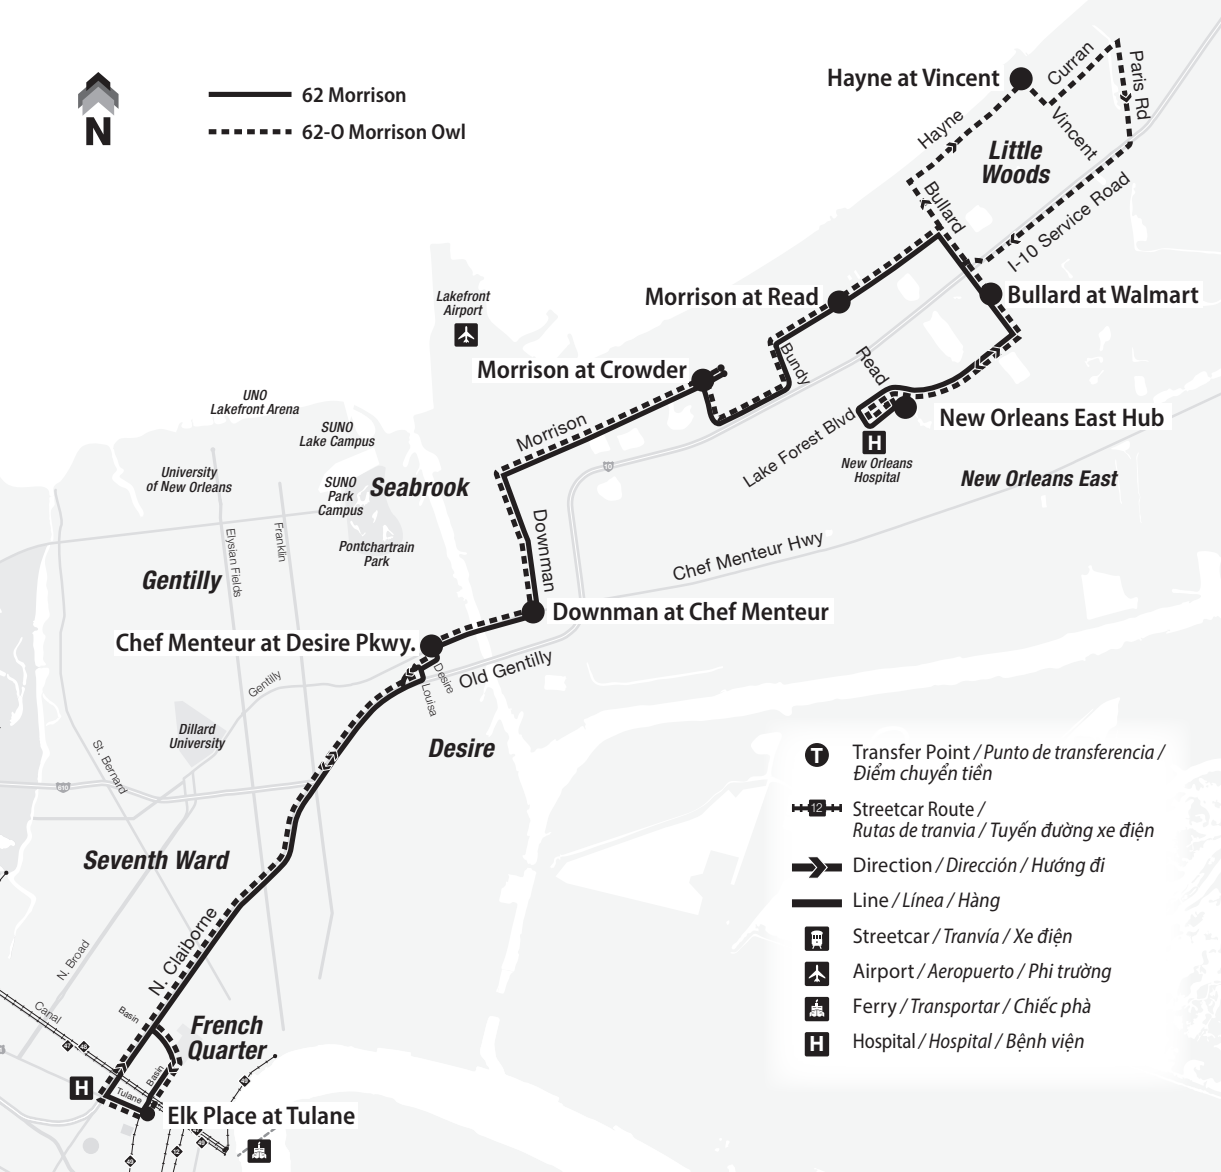 Hayne at Vincent
Curran
Paris Rd
N
62 Morrison
62-O Morrison Owl
Hayne
Vincent
Little
Woods
Bullard
I-10 Service Road
Morrison at Read
Bullard at Walmart
Lakefront
Airport
Morrison at Crowder
Bundy
Read
UNO
Lakefront Arena
SUNO
Lake Campus
Morrison
Lake Forest Blvd
New Orleans East Hub
H
New Orleans
Hospital
New Orleans East
University
of New Orleans
SUNO
Park
Campus
Seabrook
10
Downman
Elysian Fields
Franklin
Pontchartrain
Park
Chef Menteur Hwy
Gentilly
Downman at Chef Menteur
Chef Menteur at Desire Pkwy.
Old Gentilly
Desire
Louisa
Gentilly
Dillard
University
Desire
St. Bernard
610
Seventh Ward
N. Claiborne
N. Broad
Canal
Basin
French
Quarter
47
48
Basin
Tulane
H
Elk Place at Tulane
T
Transfer Point / Punto de transferencia /
Điểm chuyển tiền
12
Streetcar Route /
Rutas de tranvia / Tuyến đường xe điện
Direction / Dirección / Hướng đi
Line / Línea / Hàng
Streetcar / Tranvía / Xe điện
Airport / Aeropuerto / Phi trường
Ferry / Transportar / Chiếc phà
H
Hospital / Hospital / Bệnh viện